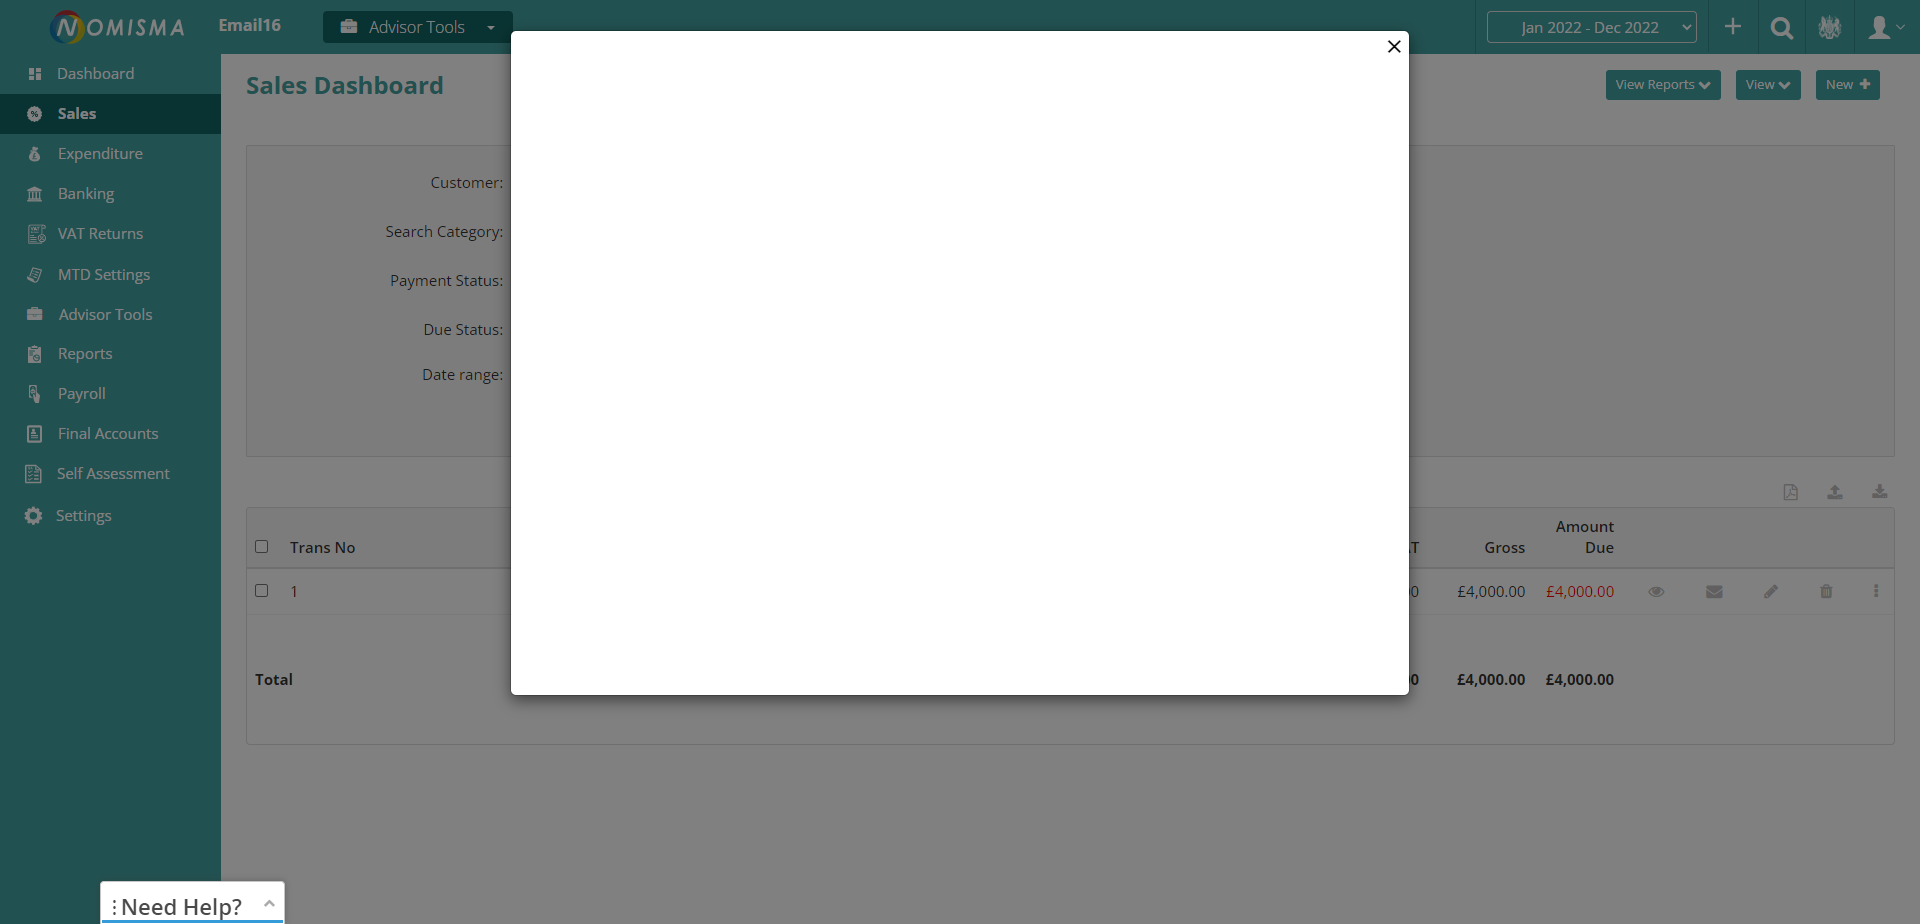 NOMISMA
Email16
Advisor Tools
Jan 2022 - Dec 2022
Dashboard
Sales
Expenditure
Banking
VAT Returns
MTD Settings
Advisor Tools
Reports
Payroll
Final Accounts
Self Assessment
Settings
Sales Dashboard
View Reports
View
New
Customer:
Search Category:
Payment Status:
Due Status:
Date range:
Trans No
Gross
Amount
Due
1
£4,000.00
£4,000.00
Total
£4,000.00
£4,000.00
Need Help?